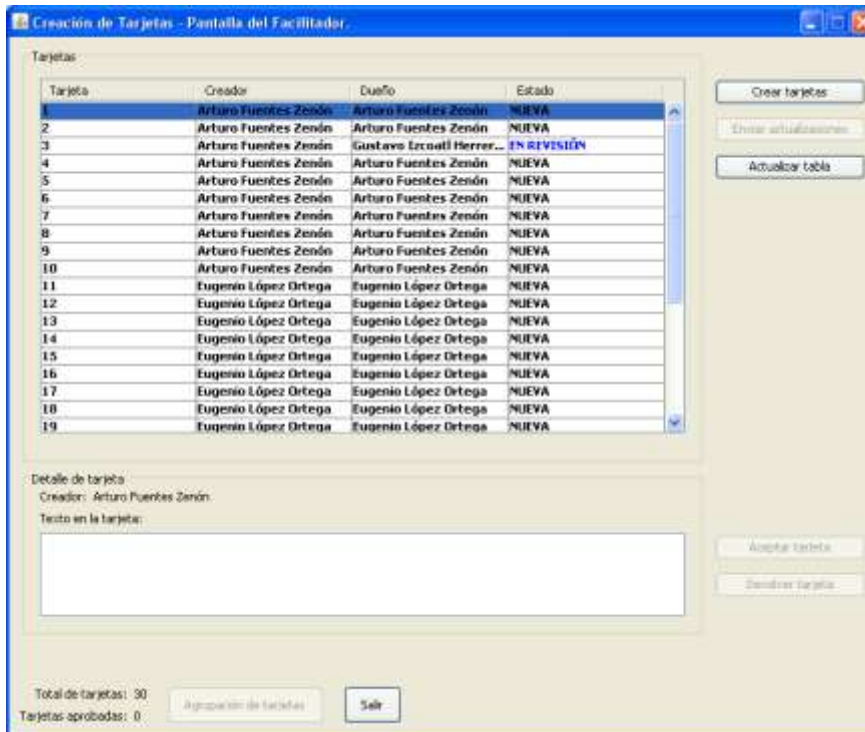 Creación de Tarjetas - Pantalla del Facilitador.
Tarjetas
Tarjeta Creador Dueño Estado
1 Arturo Fuentes Zenón Arturo Fuentes Zenón NUEVA
2 Arturo Fuentes Zenón Arturo Fuentes Zenón NUEVA
3 Arturo Fuentes Zenón Gustavo Izcoatl Herrer... EN REVISIÓN
4 Arturo Fuentes Zenón Arturo Fuentes Zenón NUEVA
5 Arturo Fuentes Zenón Arturo Fuentes Zenón NUEVA
6 Arturo Fuentes Zenón Arturo Fuentes Zenón NUEVA
7 Arturo Fuentes Zenón Arturo Fuentes Zenón NUEVA
8 Arturo Fuentes Zenón Arturo Fuentes Zenón NUEVA
9 Arturo Fuentes Zenón Arturo Fuentes Zenón NUEVA
10 Arturo Fuentes Zenón Arturo Fuentes Zenón NUEVA
11 Eugenio López Ortega Eugenio López Ortega NUEVA
12 Eugenio López Ortega Eugenio López Ortega NUEVA
13 Eugenio López Ortega Eugenio López Ortega NUEVA
14 Eugenio López Ortega Eugenio López Ortega NUEVA
15 Eugenio López Ortega Eugenio López Ortega NUEVA
16 Eugenio López Ortega Eugenio López Ortega NUEVA
17 Eugenio López Ortega Eugenio López Ortega NUEVA
18 Eugenio López Ortega Eugenio López Ortega NUEVA
19 Eugenio López Ortega Eugenio López Ortega NUEVA
Crear tarjetas
Enviar actualizaciones
Actualizar tabla
Detalle de tarjeta
Creador: Arturo Fuentes Zenón
Texto en la tarjeta:
Aceptar tarjeta
Devolver tarjeta
Total de tarjetas: 30
Tarjetas aprobadas: 0
Agrupación de tarjetas
Salir